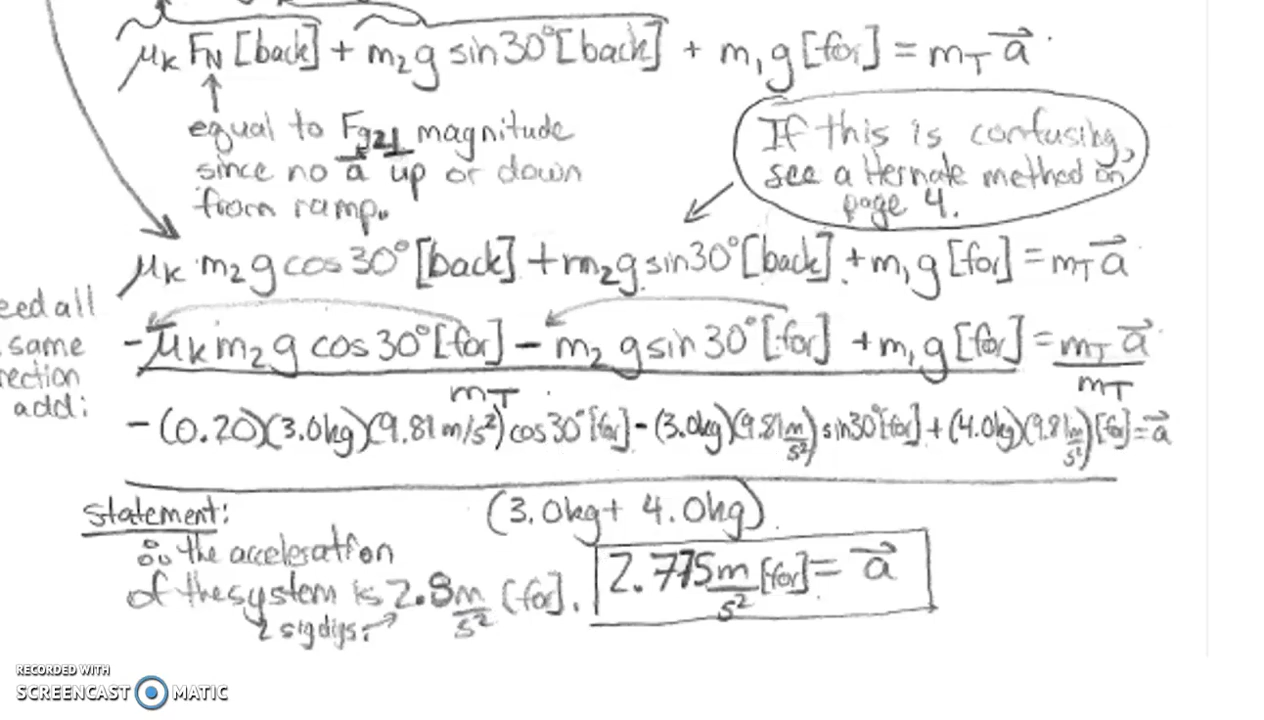 μk FN [back] + m2g sin30° [back] + m1g [for] = mT a⃗
equal to Fg2⊥ magnitude
since no a⃗ up or down
from ramp.
If this is confusing,
see alternate method on
page 4.
μk m2g cos30° [back] + m2g sin30° [back] + m1g [for] = mT a⃗
eed all
same
rection
add:
-μk m2g cos30° [for] - m2g sin30° [for] + m1g [for] = mT a⃗
mT mT
-(0.20)(3.0kg)(9.81m/s²)cos30° [for] - (3.0kg)(9.81 m/s²) sin30° [for] + (4.0kg)(9.81 m/s²) [for] = a⃗
(3.0kg + 4.0kg)
statement:
∴ the acceleration
of the system is 2.8 m/s² [for].
2 sig digs.
2.775 m/s² [for] = a⃗
RECORDED WITH
SCREENCAST MATIC